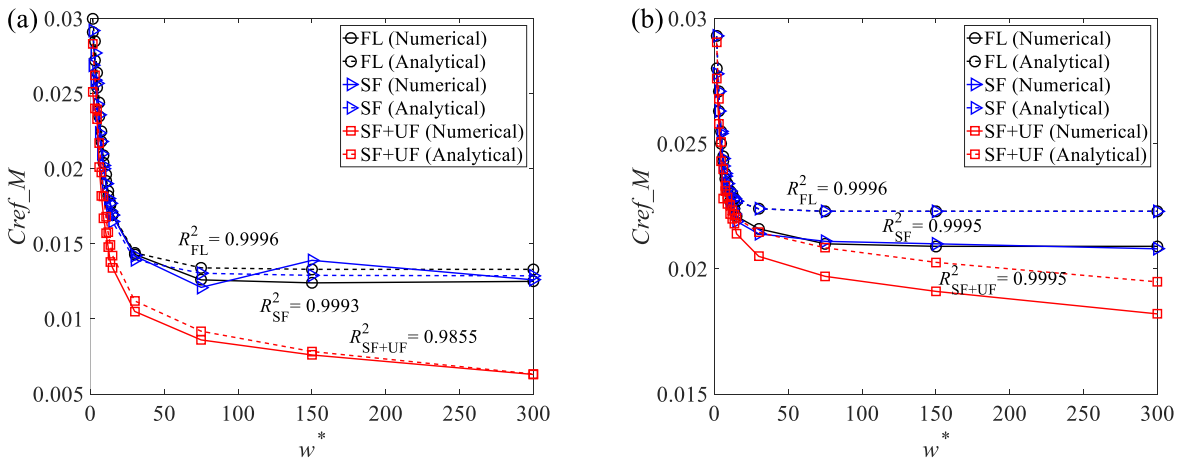 (a)
0.03
0.025
0.02
0.015
0.01
0.005
Cref_M
0 50 100 150 200 250 300
w*
FL (Numerical)
FL (Analytical)
SF (Numerical)
SF (Analytical)
SF+UF (Numerical)
SF+UF (Analytical)
R²FL = 0.9996
R²SF = 0.9993
R²SF+UF = 0.9855
(b)
0.03
0.025
0.02
0.015
Cref_M
0 50 100 150 200 250 300
w*
FL (Numerical)
FL (Analytical)
SF (Numerical)
SF (Analytical)
SF+UF (Numerical)
SF+UF (Analytical)
R²FL = 0.9996
R²SF = 0.9995
R²SF+UF = 0.9995